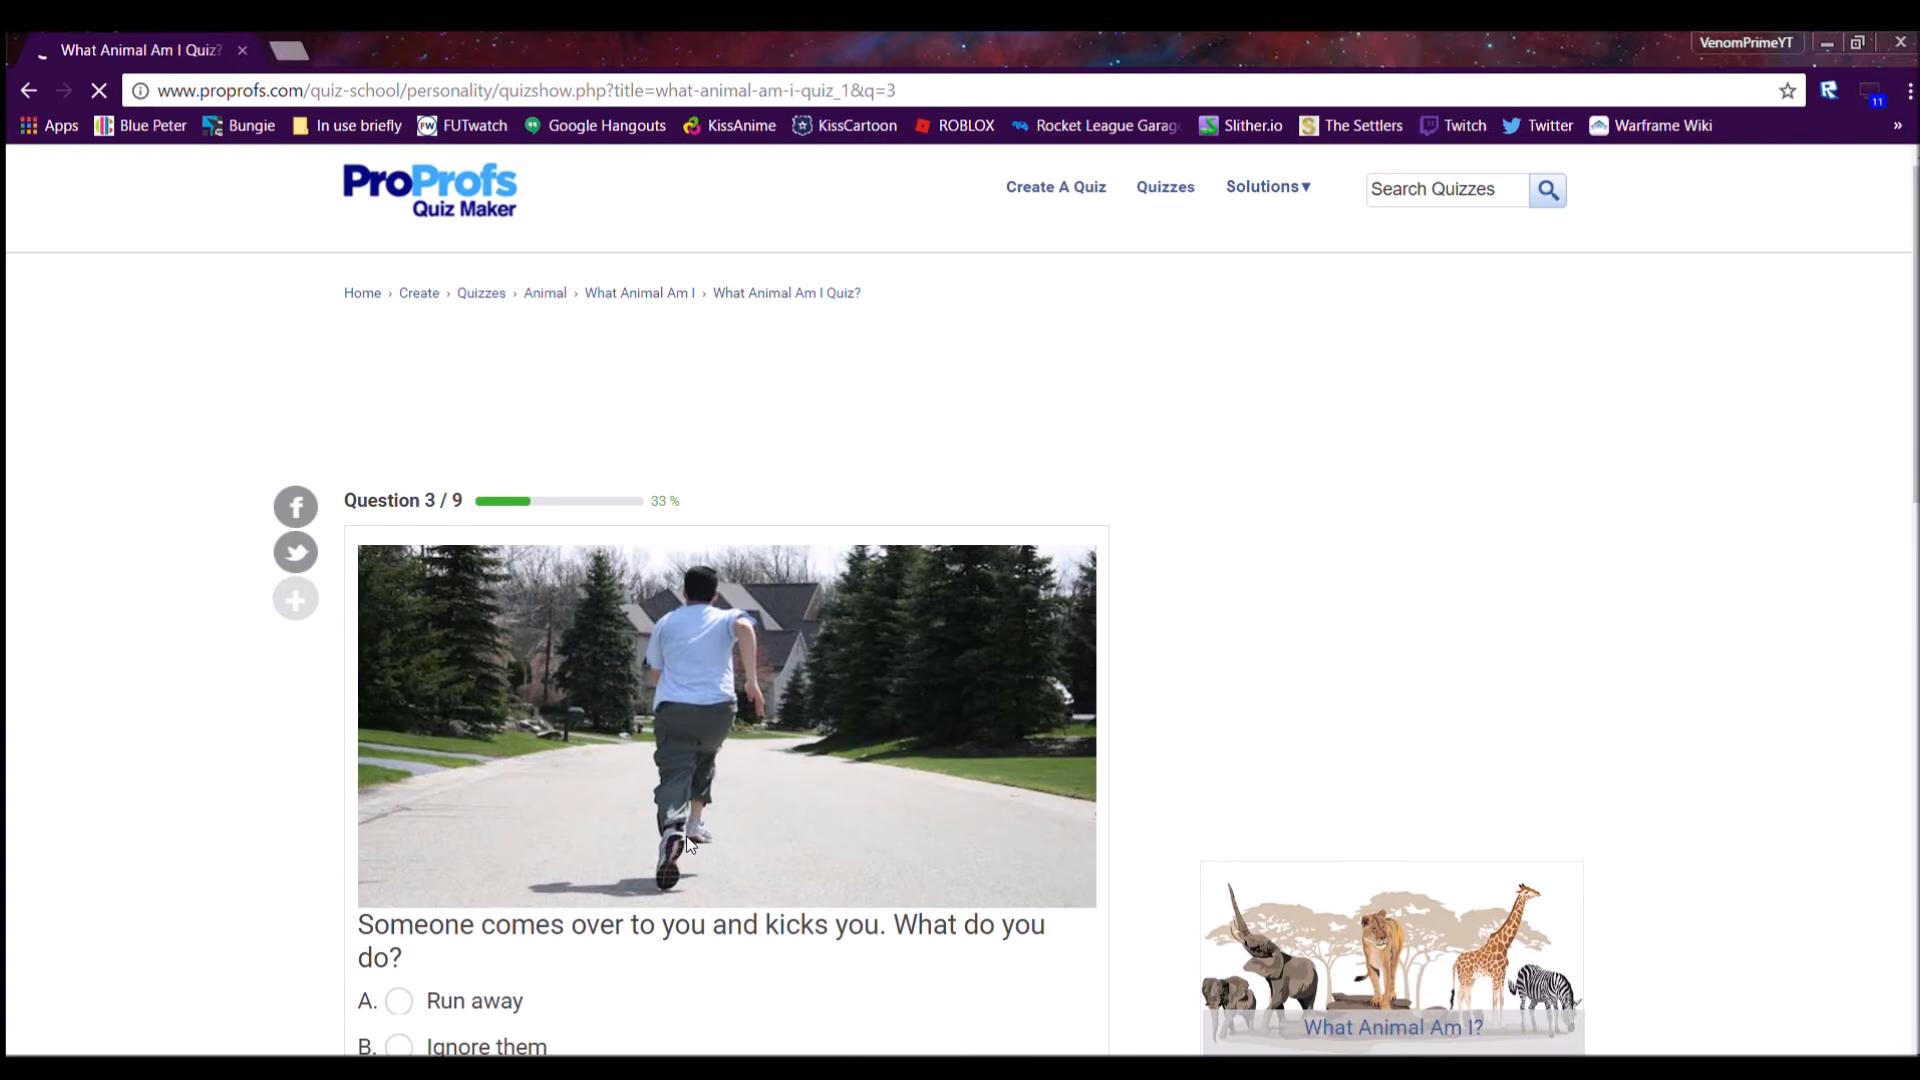 What Animal Am I Quiz?
VenomPrimeYT
www.proprofs.com/quiz-school/personality/quizshow.php?title=what-animal-am-i-quiz_1&q=3
11
Apps Blue Peter Bungie In use briefly FUTwatch Google Hangouts KissAnime KissCartoon ROBLOX Rocket League Garag Slither.io The Settlers Twitch Twitter Warframe Wiki »
ProProfs
Quiz Maker
Create A Quiz Quizzes Solutions▾ Search Quizzes
Home › Create › Quizzes › Animal › What Animal Am I › What Animal Am I Quiz?
Question 3 / 9 33 %
Someone comes over to you and kicks you. What do you
do?
A. Run away
B. Ignore them
What Animal Am I?